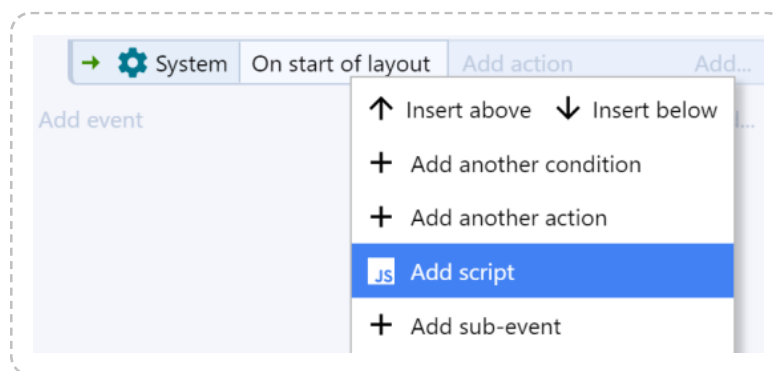 System On start of layout Add action Add...
Add event
Insert above Insert below
Add another condition
Add another action
JS Add script
Add sub-event